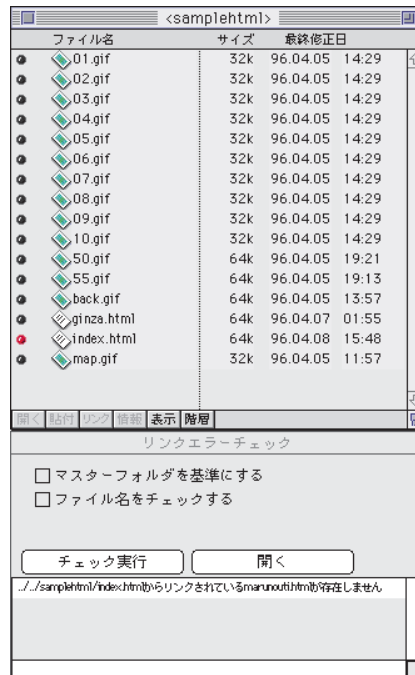 <samplehtml>
ファイル名 サイズ 最終修正日
01.gif 32k 96.04.05 14:29
02.gif 32k 96.04.05 14:29
03.gif 32k 96.04.05 14:29
04.gif 32k 96.04.05 14:29
05.gif 32k 96.04.05 14:29
06.gif 32k 96.04.05 14:29
07.gif 32k 96.04.05 14:29
08.gif 32k 96.04.05 14:29
09.gif 32k 96.04.05 14:29
10.gif 32k 96.04.05 14:29
50.gif 64k 96.04.05 19:21
55.gif 64k 96.04.05 19:13
back.gif 64k 96.04.05 13:57
ginza.html 64k 96.04.07 01:55
index.html 64k 96.04.08 15:48
map.gif 32k 96.04.05 11:57
開く 貼付 リンク 情報 表示 階層
リンクエラーチェック
マスターフォルダを基準にする
ファイル名をチェックする
チェック実行 開く
../../samplehtml/index.htmlからリンクされているmarunouti.htmlが存在しません